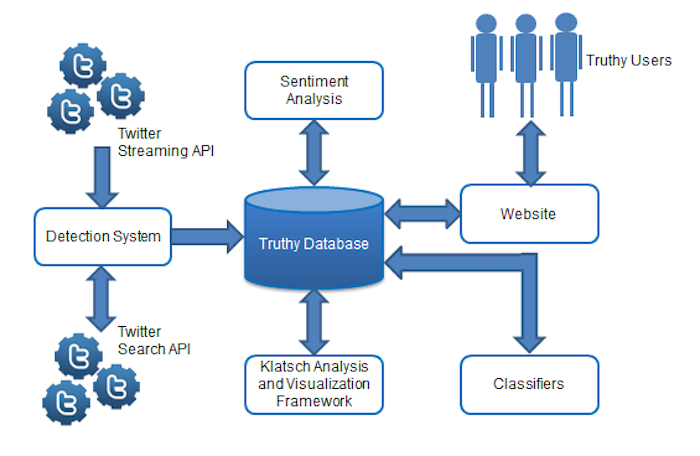 Sentiment
Analysis
Truthy Users
Twitter
Streaming API
Website
Detection System
Truthy Database
Twitter
Search API
Klatsch Analysis
and Visualization
Framework
Classifiers